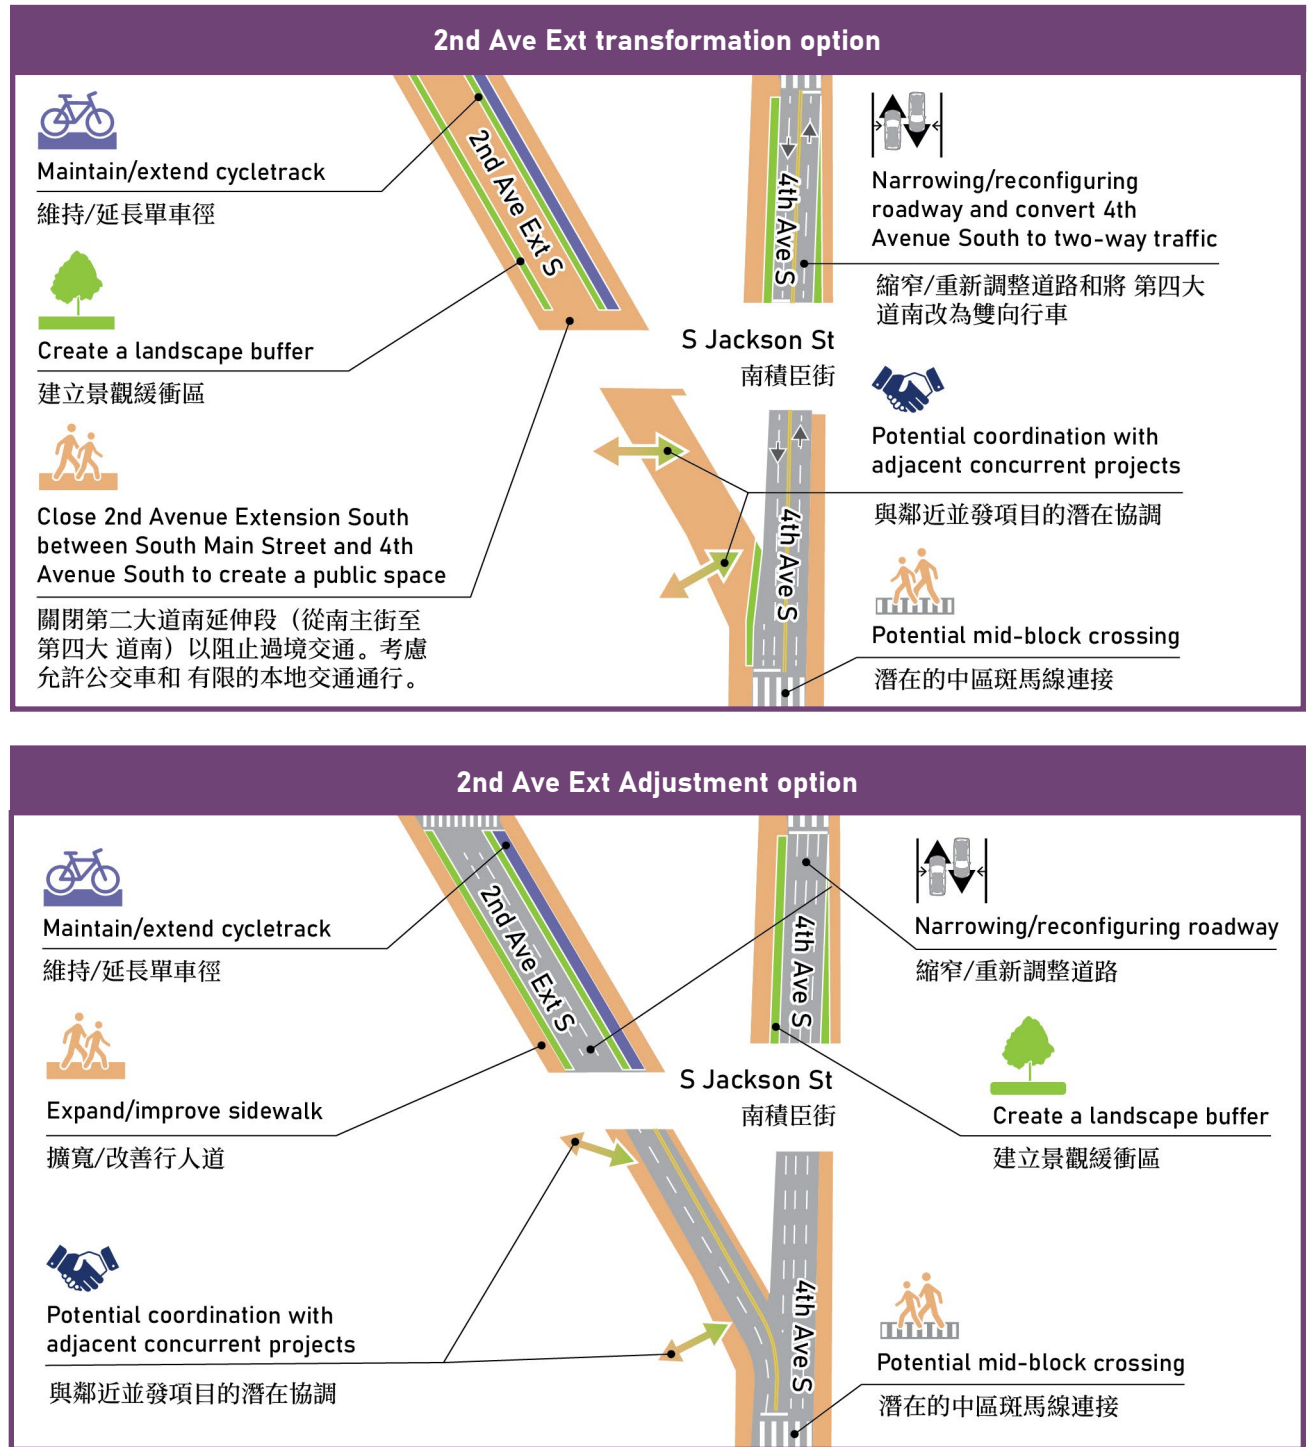 2nd Ave Ext transformation option
Maintain/extend cycletrack
維持/延長單車徑
Create a landscape buffer
建立景觀緩衝區
Close 2nd Avenue Extension South
between South Main Street and 4th
Avenue South to create a public space
關閉第二大道南延伸段（從南主街至
第四大 道南）以阻止過境交通。考慮
允許公交車和 有限的本地交通通行。
2nd Ave Ext S
4th Ave S
S Jackson St
南積臣街
4th Ave S
Narrowing/reconfiguring
roadway and convert 4th
Avenue South to two-way traffic
縮窄/重新調整道路和將 第四大
道南改為雙向行車
Potential coordination with
adjacent concurrent projects
與鄰近並發項目的潛在協調
Potential mid-block crossing
潛在的中區斑馬線連接
2nd Ave Ext Adjustment option
Maintain/extend cycletrack
維持/延長單車徑
Expand/improve sidewalk
擴寬/改善行人道
Potential coordination with
adjacent concurrent projects
與鄰近並發項目的潛在協調
2nd Ave Ext S
4th Ave S
S Jackson St
南積臣街
4th Ave S
Narrowing/reconfiguring roadway
縮窄/重新調整道路
Create a landscape buffer
建立景觀緩衝區
Potential mid-block crossing
潛在的中區斑馬線連接